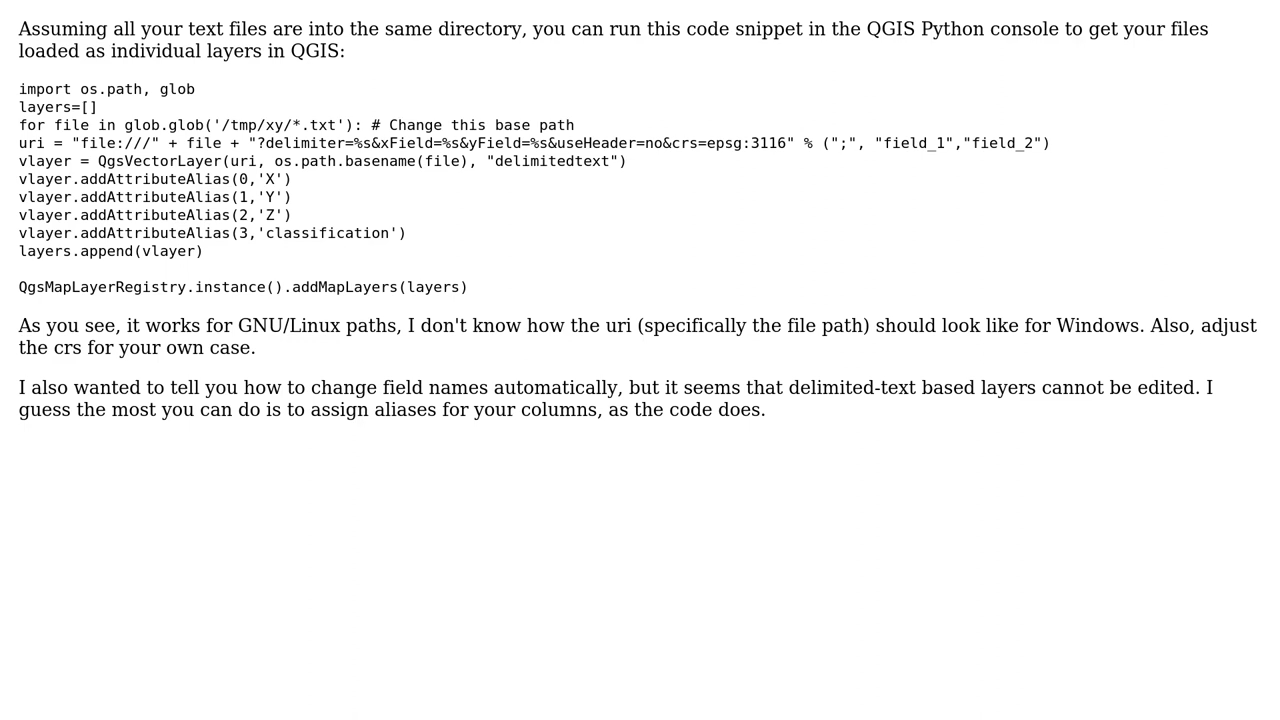 Assuming all your text files are into the same directory, you can run this code snippet in the QGIS Python console to get your files
loaded as individual layers in QGIS:
import os.path, glob
layers=[]
for file in glob.glob('/tmp/xy/*.txt'): # Change this base path
uri = "file:///" + file + "?delimiter=%s&xField=%s&yField=%s&useHeader=no&crs=epsg:3116" % (";", "field_1","field_2")
vlayer = QgsVectorLayer(uri, os.path.basename(file), "delimitedtext")
vlayer.addAttributeAlias(0,'X')
vlayer.addAttributeAlias(1,'Y')
vlayer.addAttributeAlias(2,'Z')
vlayer.addAttributeAlias(3,'classification')
layers.append(vlayer)
QgsMapLayerRegistry.instance().addMapLayers(layers)
As you see, it works for GNU/Linux paths, I don't know how the uri (specifically the file path) should look like for Windows. Also, adjust
the crs for your own case.
I also wanted to tell you how to change field names automatically, but it seems that delimited-text based layers cannot be edited. I
guess the most you can do is to assign aliases for your columns, as the code does.